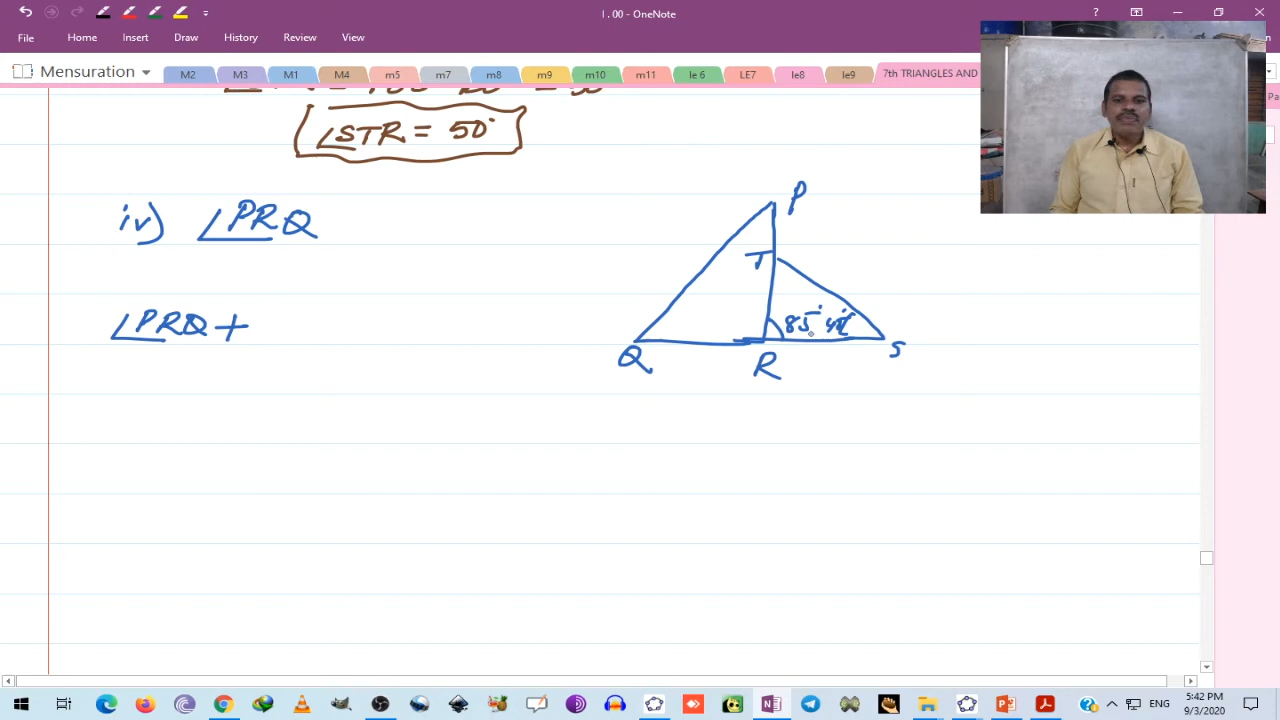 1.00 - OneNote
File Home Insert Draw History Review View
Mensuration M2 M3 M1 M4 m5 m7 m8 m9 m10 m11 le 6 LE7 le8 le9 7th TRIANGLES AND
Pa
∠STR = 50°
iv) ∠PRQ
P
T
∠PRQ +
85°
Q R S
5:42 PM
ENG
9/3/2020